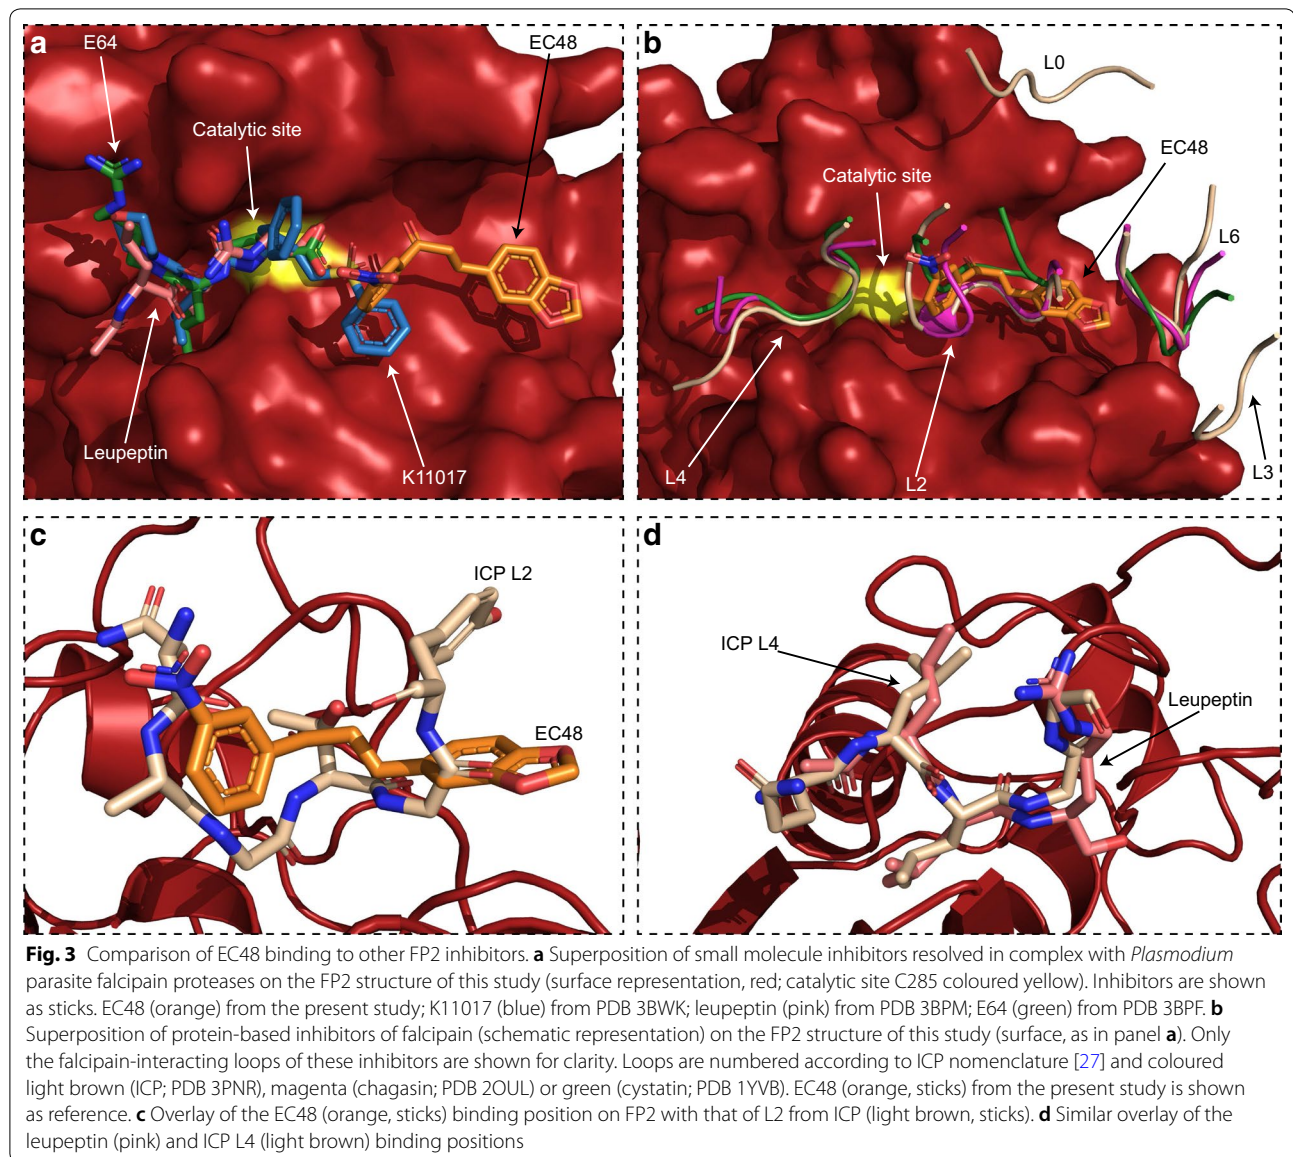 a
E64
EC48
Catalytic site
Leupeptin
K11017
b
L0
EC48
Catalytic site
L6
L4
L2
L3
c
ICP L2
EC48
d
ICP L4
Leupeptin
Fig. 3 Comparison of EC48 binding to other FP2 inhibitors. a Superposition of small molecule inhibitors resolved in complex with Plasmodium
parasite falcipain proteases on the FP2 structure of this study (surface representation, red; catalytic site C285 coloured yellow). Inhibitors are shown
as sticks. EC48 (orange) from the present study; K11017 (blue) from PDB 3BWK; leupeptin (pink) from PDB 3BPM; E64 (green) from PDB 3BPF. b
Superposition of protein-based inhibitors of falcipain (schematic representation) on the FP2 structure of this study (surface, as in panel a). Only
the falcipain-interacting loops of these inhibitors are shown for clarity. Loops are numbered according to ICP nomenclature [27] and coloured
light brown (ICP; PDB 3PNR), magenta (chagasin; PDB 2OUL) or green (cystatin; PDB 1YVB). EC48 (orange, sticks) from the present study is shown
as reference. c Overlay of the EC48 (orange, sticks) binding position on FP2 with that of L2 from ICP (light brown, sticks). d Similar overlay of the
leupeptin (pink) and ICP L4 (light brown) binding positions